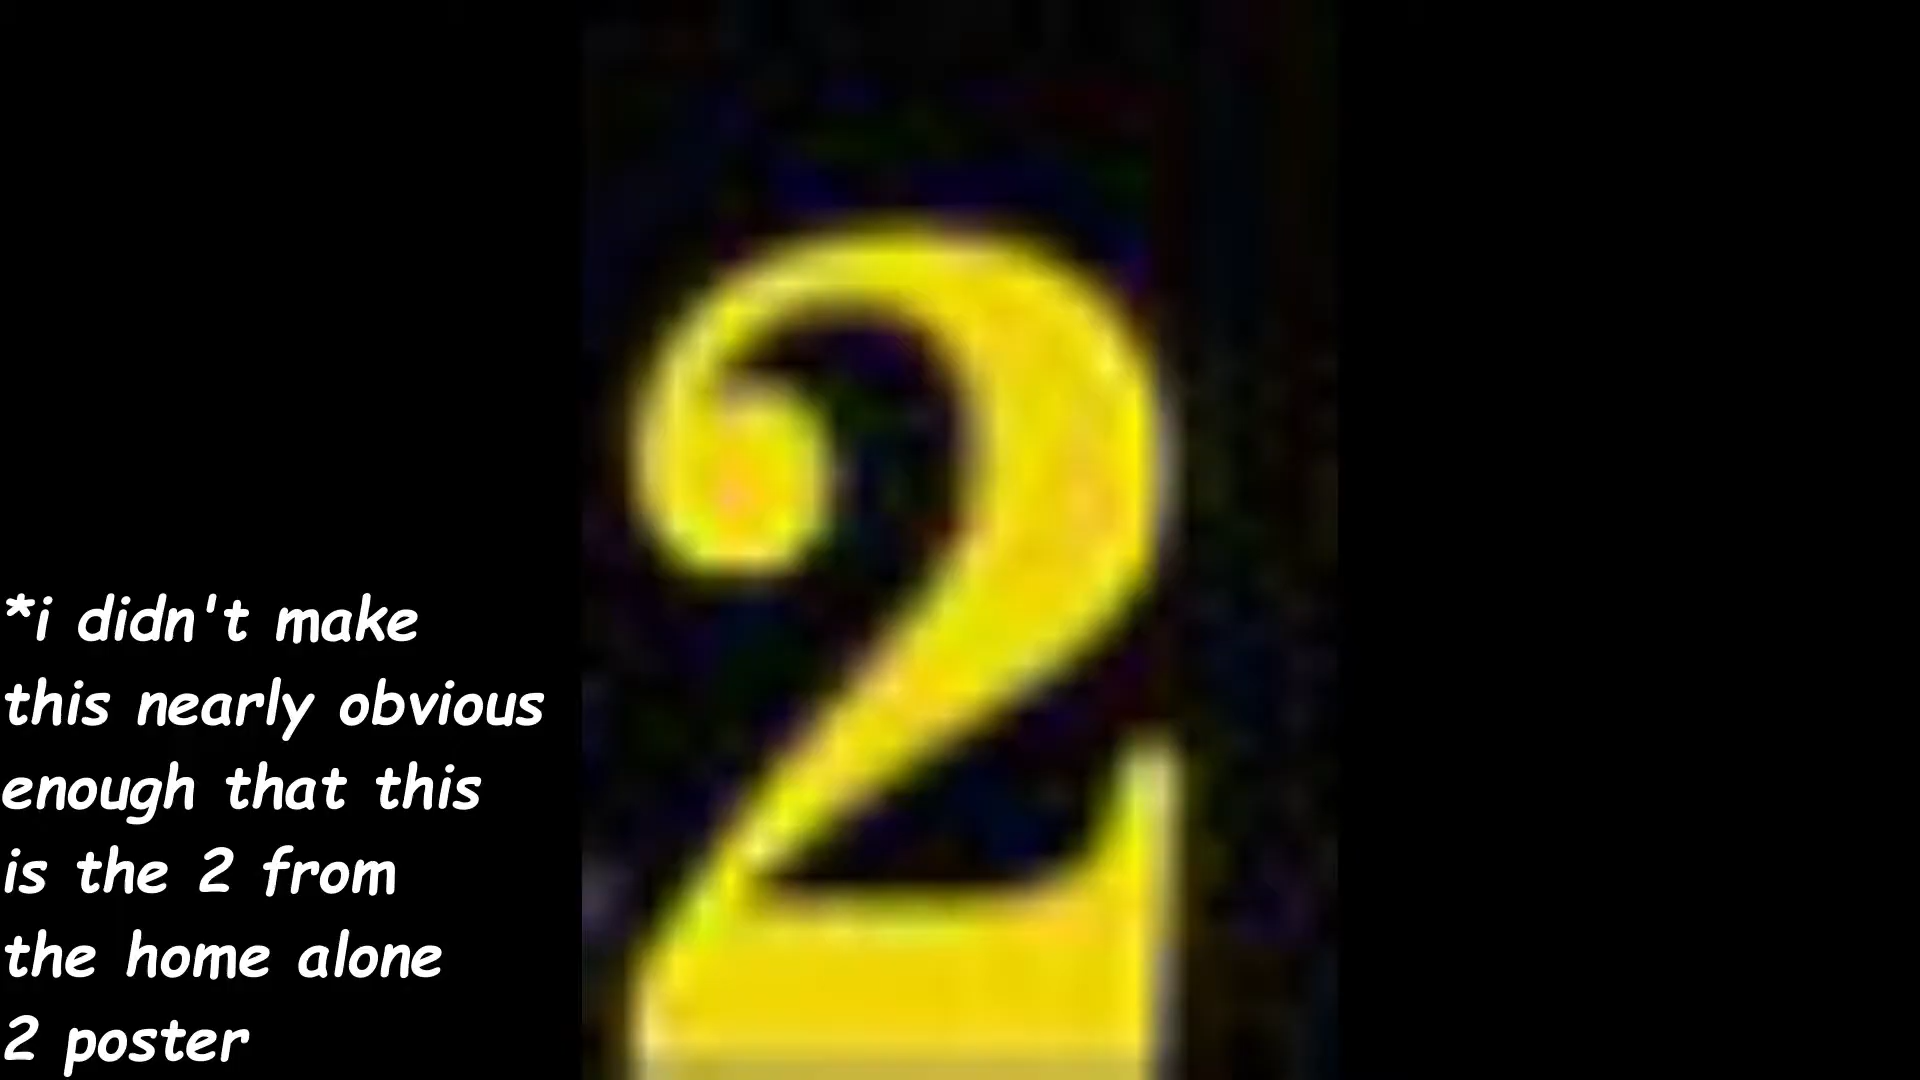 2
*i didn't make
this nearly obvious
enough that this
is the 2 from
the home alone
2 poster